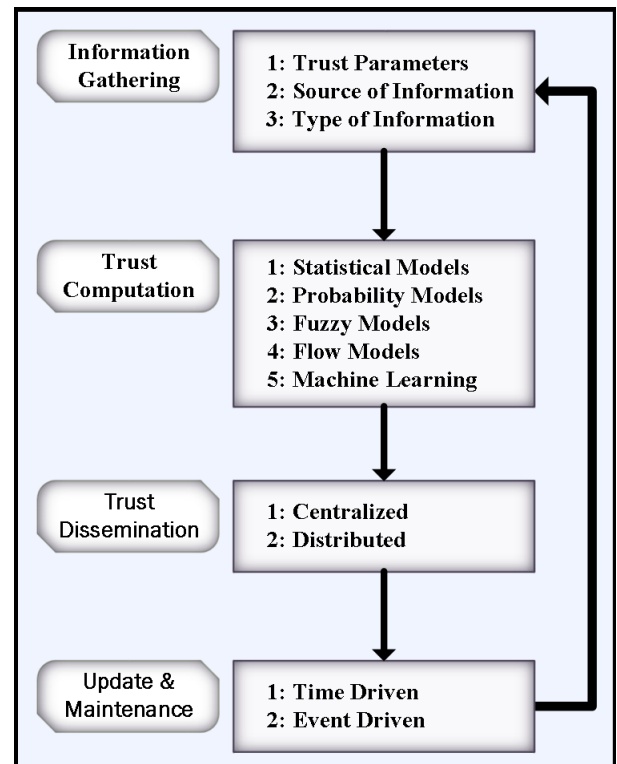 Information
Gathering
1: Trust Parameters
2: Source of Information
3: Type of Information
Trust
Computation
1: Statistical Models
2: Probability Models
3: Fuzzy Models
4: Flow Models
5: Machine Learning
Trust
Dissemination
1: Centralized
2: Distributed
Update &
Maintenance
1: Time Driven
2: Event Driven